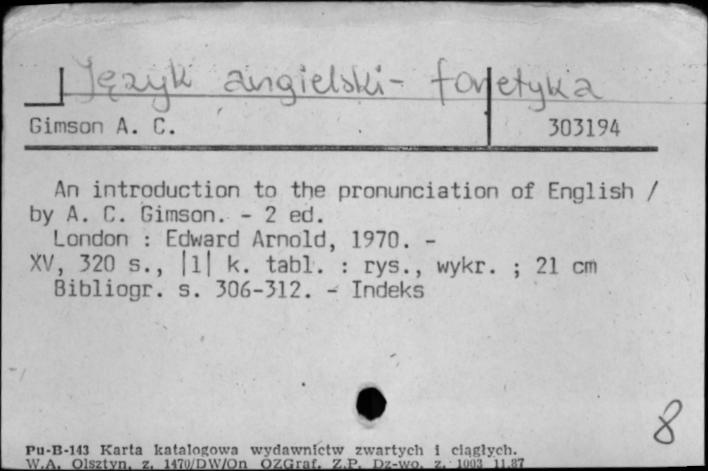 Język angielski - fonetyka
Gimson A. C. 303194
An introduction to the pronunciation of English /
by A. C. Gimson. - 2 ed.
London : Edward Arnold, 1970. -
XV, 320 s., |1| k. tabl. : rys., wykr. ; 21 cm
Bibliogr. s. 306-312. - Indeks
8
Pu-B-143 Karta katalogowa wydawnictw zwartych i ciągłych.
W.A. Olsztyn, z. 1470/DW/On OZGraf. Z.P. Dz-wo, z. 1003 11.87